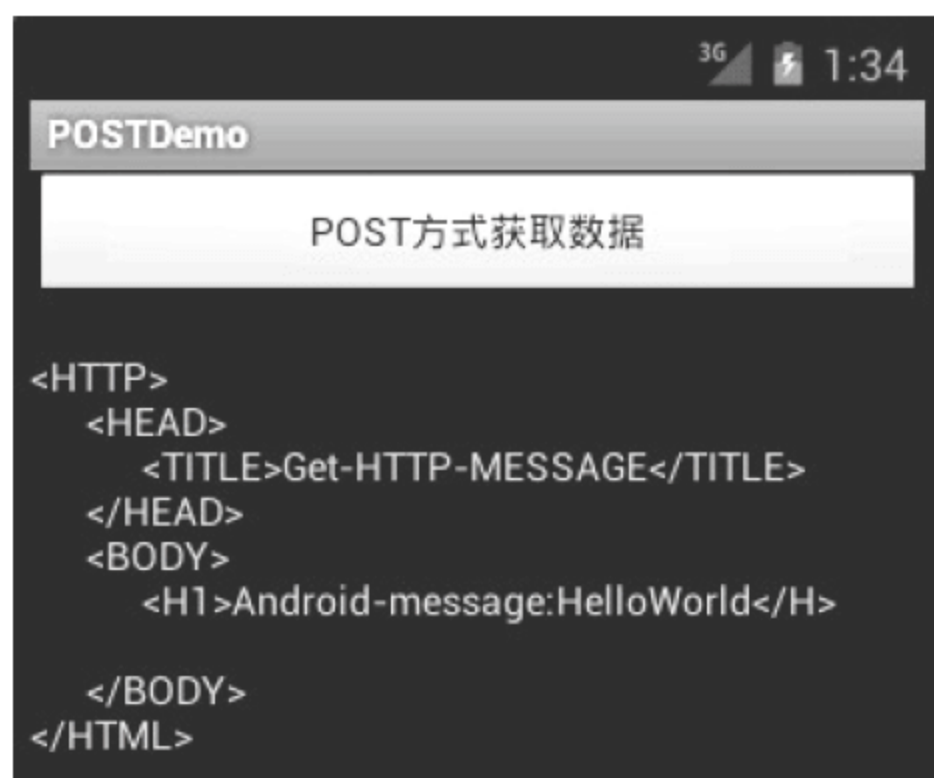 3G 1:34
POSTDemo
POST方式获取数据
<HTTP>
<HEAD>
<TITLE>Get-HTTP-MESSAGE</TITLE>
</HEAD>
<BODY>
<H1>Android-message:HelloWorld</H>
</BODY>
</HTML>